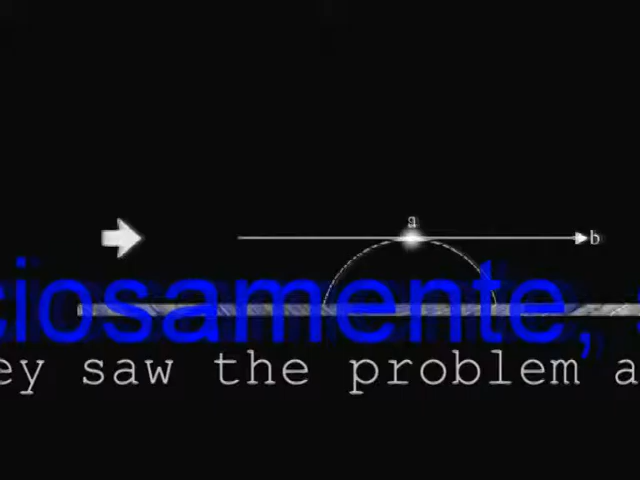 a
b
ciosamente,
ey saw the problem a